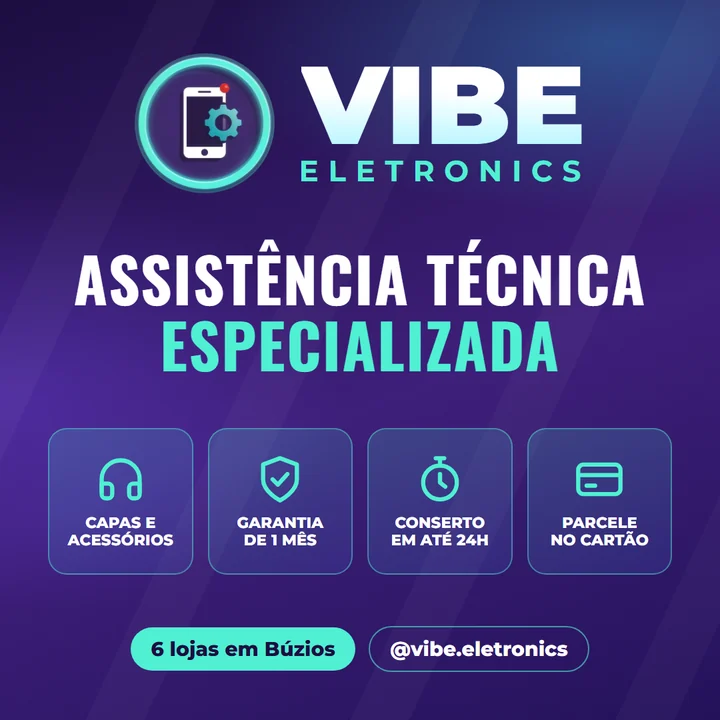 VIBE
ELETRONICS
ASSISTÊNCIA TÉCNICA
ESPECIALIZADA
CAPAS E
ACESSÓRIOS
GARANTIA
DE 1 MÊS
CONSERTO
EM ATÉ 24H
PARCELE
NO CARTÃO
6 lojas em Búzios
@vibe.eletronics